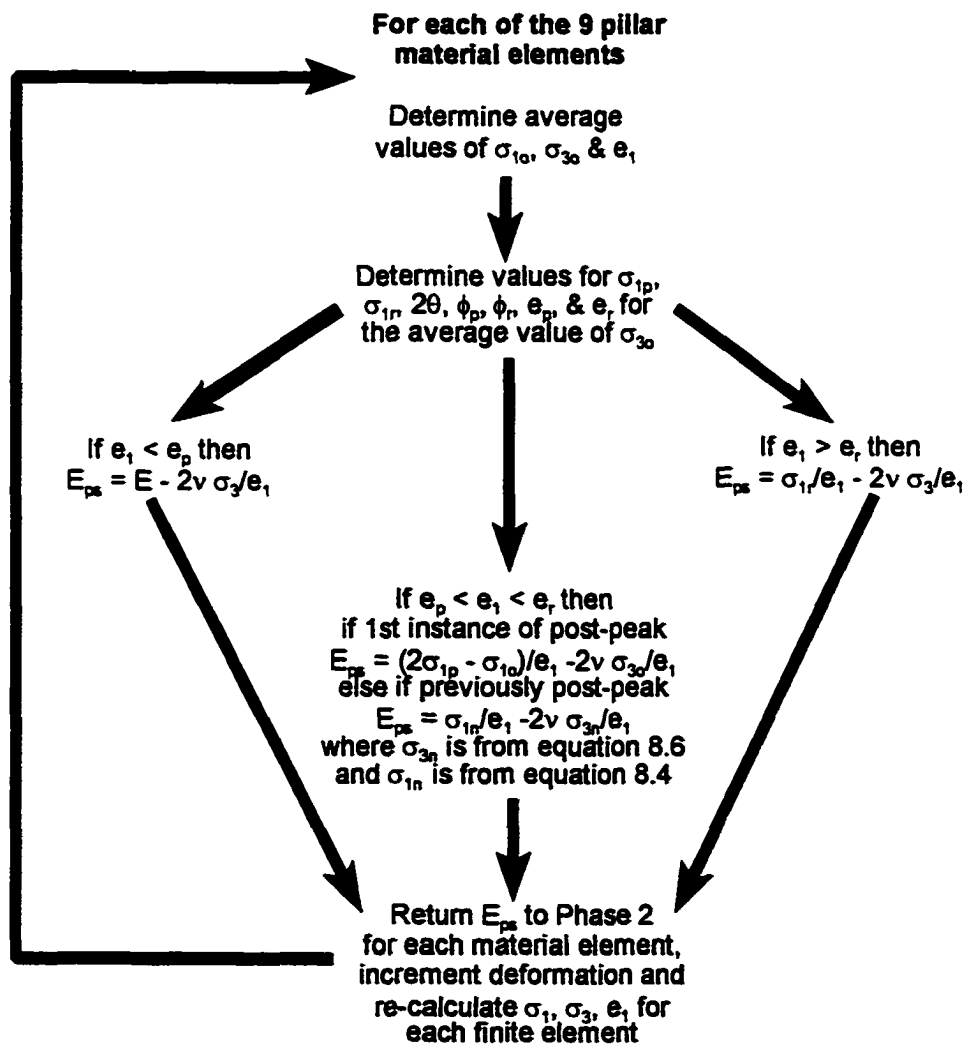 For each of the 9 pillar
material elements
Determine average
values of σ₁ₒ, σ₃ₒ & e₁
Determine values for σ₁ₚ,
σ₁ᵣ, 2θ, ϕₚ, ϕᵣ, eₚ, & eᵣ for
the average value of σ₃ₒ
If e₁ < eₚ then
Eₚₛ = E - 2ν σ₃/e₁
If e₁ > eᵣ then
Eₚₛ = σ₁ᵣ/e₁ - 2ν σ₃/e₁
If eₚ < e₁ < eᵣ then
if 1st instance of post-peak
Eₚₛ = (2σ₁ₚ - σ₁ₒ)/e₁ -2ν σ₃ₒ/e₁
else if previously post-peak
Eₚₛ = σ₁ₙ/e₁ -2ν σ₃ₙ/e₁
where σ₃ₙ is from equation 8.6
and σ₁ₙ is from equation 8.4
Return Eₚₛ to Phase 2
for each material element,
increment deformation and
re-calculate σ₁, σ₃, e₁ for
each finite element